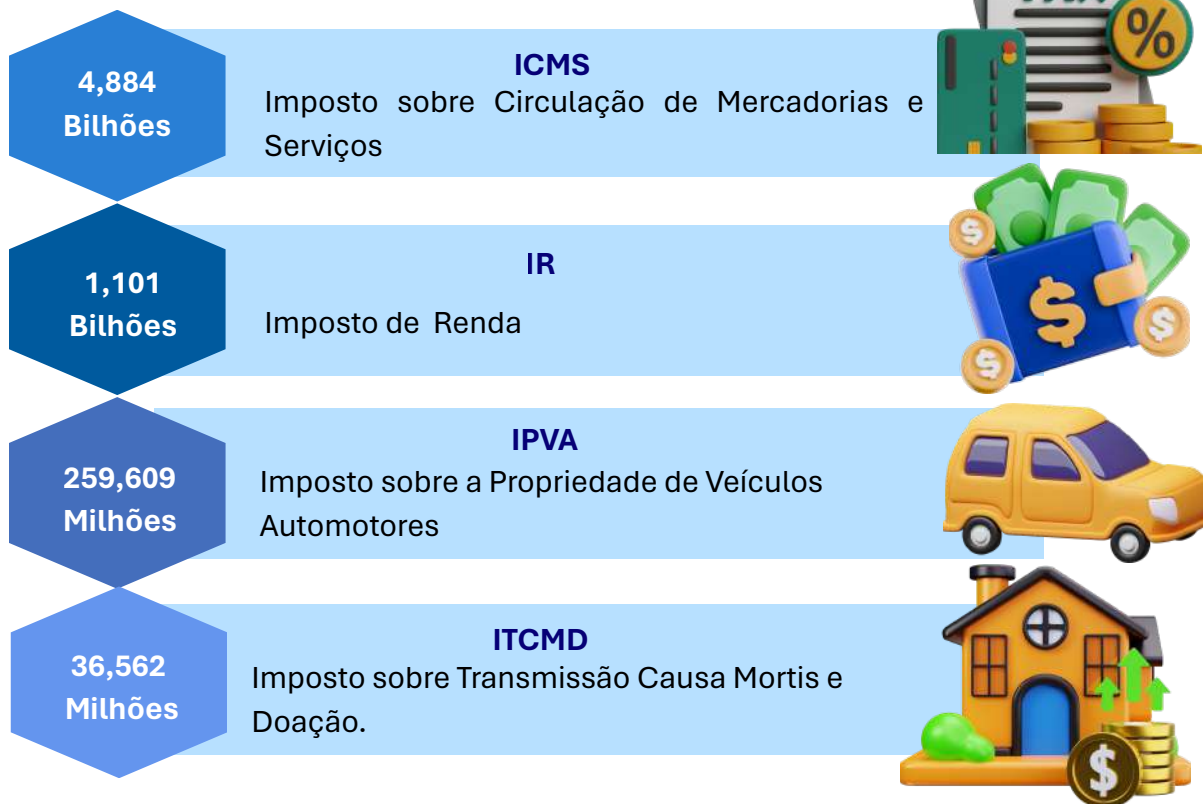 4,884
Bilhões
ICMS
Imposto sobre Circulação de Mercadorias e
Serviços
%
1,101
Bilhões
IR
Imposto de Renda
$
$
$
$
259,609
Milhões
IPVA
Imposto sobre a Propriedade de Veículos
Automotores
36,562
Milhões
ITCMD
Imposto sobre Transmissão Causa Mortis e
Doação.
$